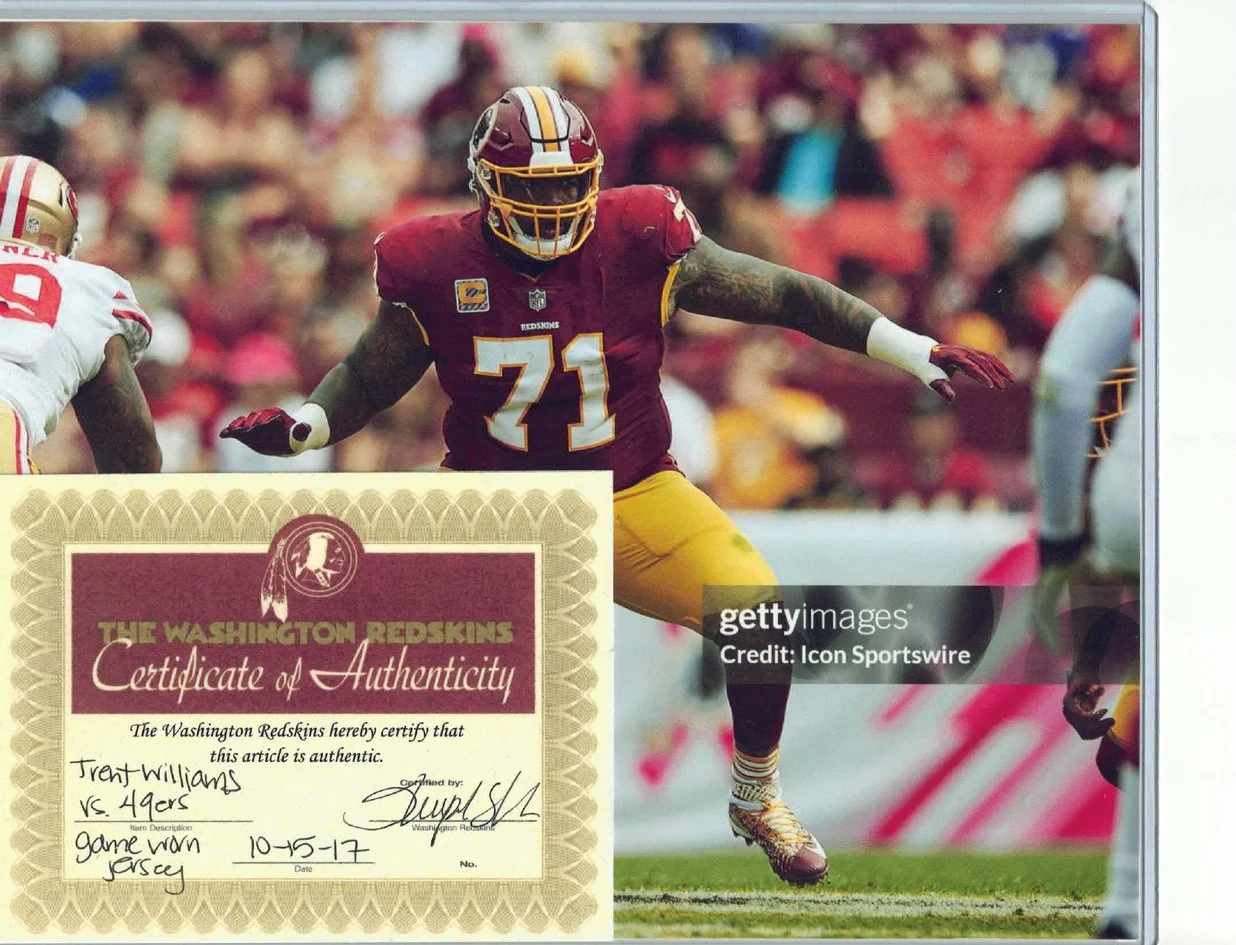 NER
9
71
REDSKINS
71
gettyimages®
Credit: Icon Sportswire
THE WASHINGTON REDSKINS
Certificate of Authenticity
The Washington Redskins hereby certify that
this article is authentic.
Trent Williams
vs. 49ers
Item Description
game worn
jersey
10-15-17
Date
Certified by:
Washington Redskins
No.